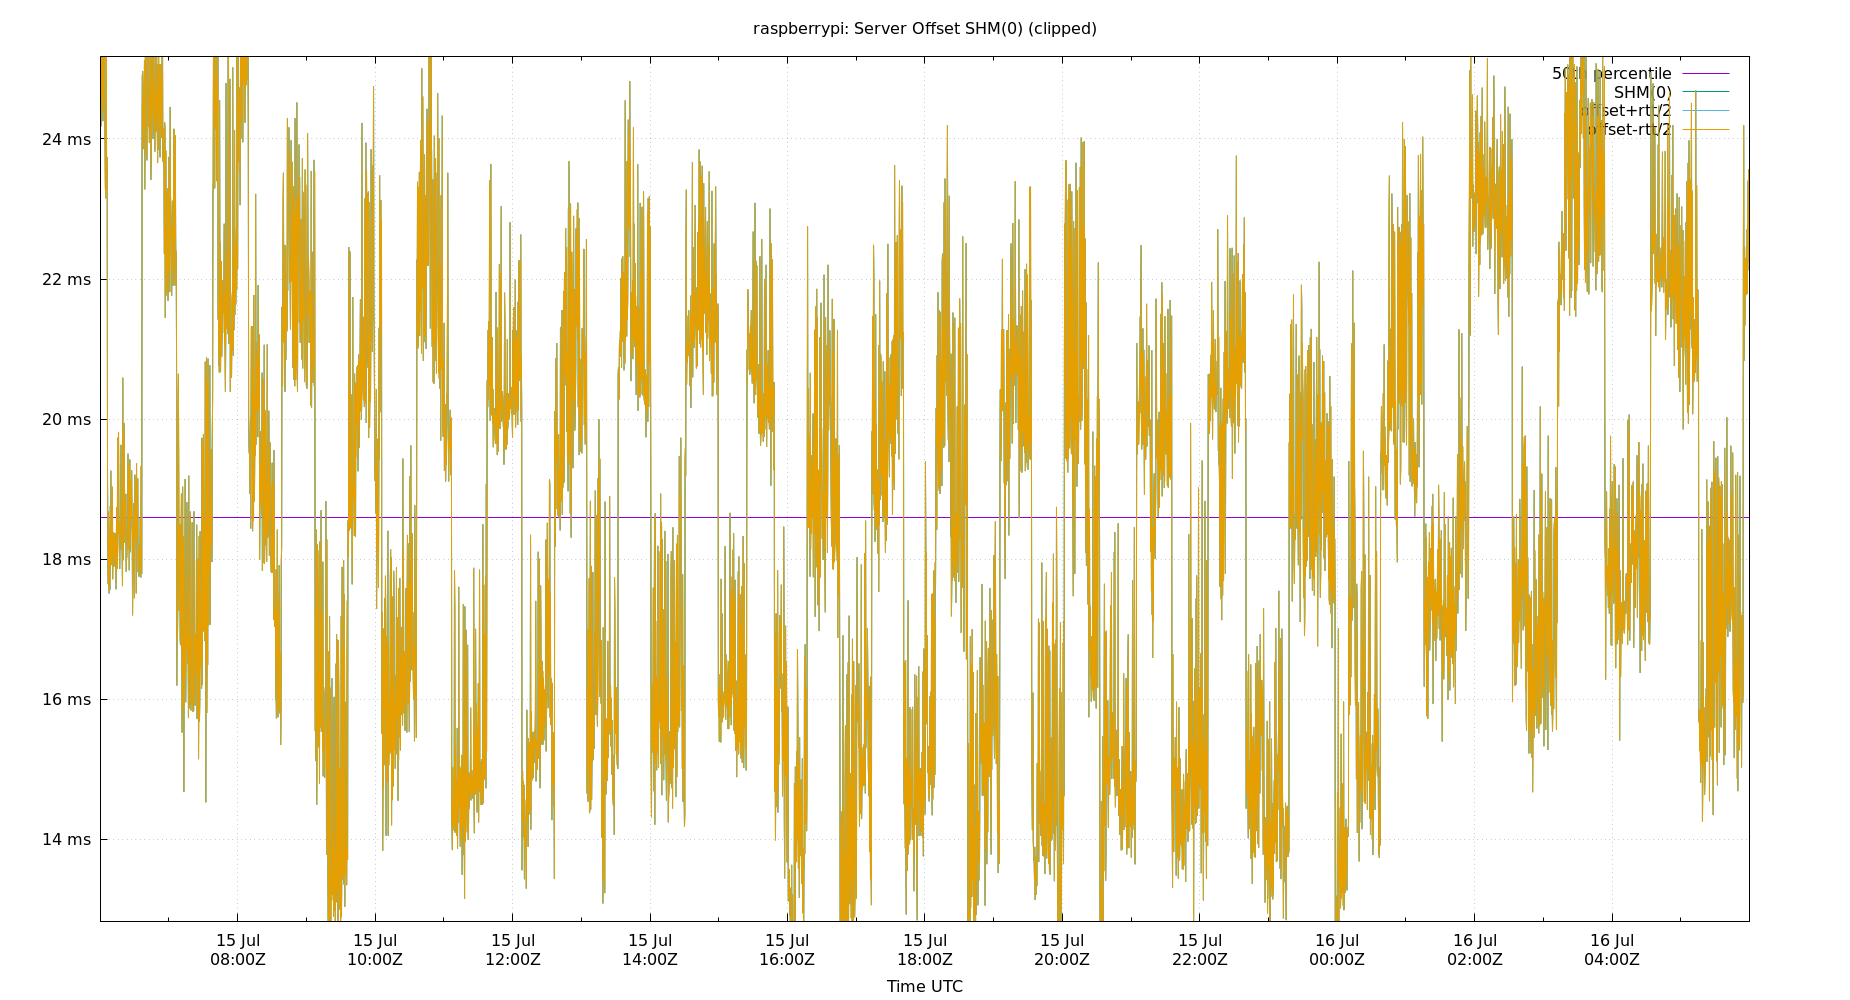 raspberrypi: Server Offset SHM(0) (clipped)
50th percentile
SHM(0)
offset+rtt/2
offset-rtt/2
24 ms
22 ms
20 ms
18 ms
16 ms
14 ms
15 Jul 15 Jul 15 Jul 15 Jul 15 Jul 15 Jul 15 Jul 15 Jul 16 Jul 16 Jul 16 Jul
08:00Z 10:00Z 12:00Z 14:00Z 16:00Z 18:00Z 20:00Z 22:00Z 00:00Z 02:00Z 04:00Z
Time UTC